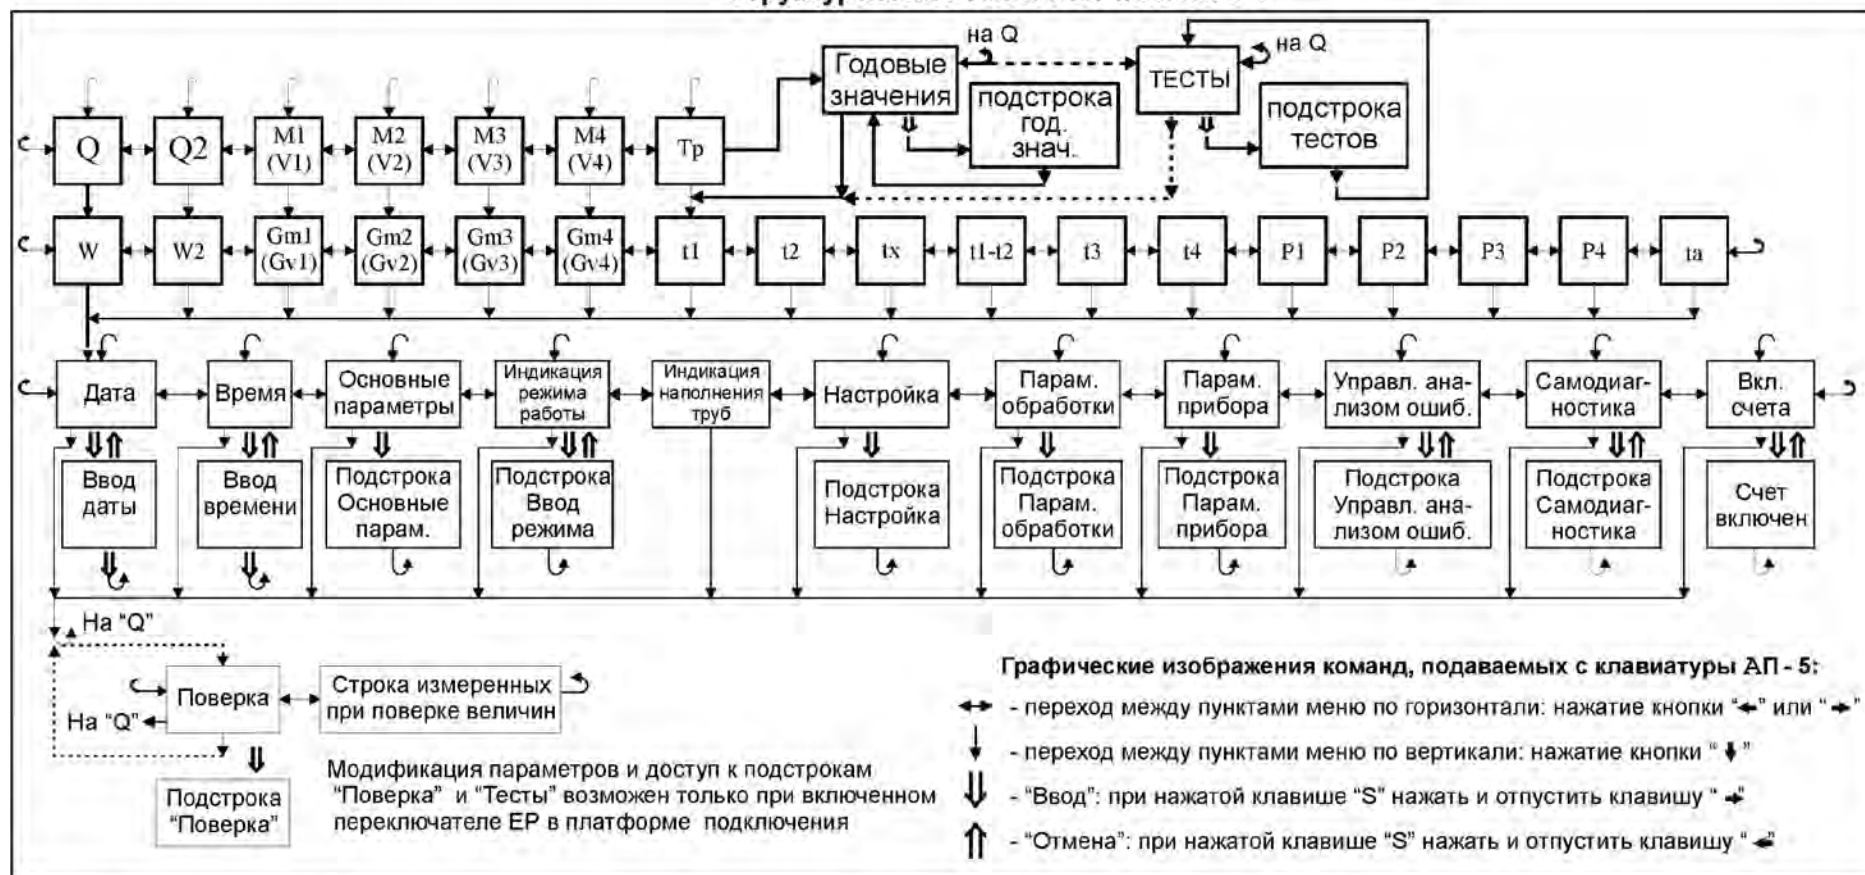 на Q
на Q
Годовые
значения
ТЕСТЫ
подстрока
год.
знач.
подстрока
тестов
Q
Q2
M1
(V1)
M2
(V2)
M3
(V3)
M4
(V4)
Тр
W
W2
Gm1
(Gv1)
Gm2
(Gv2)
Gm3
(Gv3)
Gm4
(Gv4)
t1
t2
tx
t1-t2
t3
t4
P1
P2
P3
P4
ta
Дата
Время
Основные
параметры
Индикация
режима
работы
Индикация
наполнения
труб
Настройка
Парам.
обработки
Парам.
прибора
Управл. ана-
лизом ошиб.
Самодиаг-
ностика
Вкл.
счета
Ввод
даты
Ввод
времени
Подстрока
Основные
парам.
Подстрока
Ввод
режима
Подстрока
Настройка
Подстрока
Парам.
обработки
Подстрока
Парам.
прибора
Подстрока
Управл. ана-
лизом ошиб.
Подстрока
Самодиаг-
ностика
Счет
включен
На “Q”
Поверка
Строка измеренных
при поверке величин
На “Q”
Подстрока
“Поверка”
Модификация параметров и доступ к подстрокам
“Поверка” и “Тесты” возможен только при включенном
переключателе ЕР в платформе подключения
Графические изображения команд, подаваемых с клавиатуры АП - 5:
↔ - переход между пунктами меню по горизонтали: нажатие кнопки “←” или “→”
↓ - переход между пунктами меню по вертикали: нажатие кнопки “↓”
⇓ - “Ввод”: при нажатой клавише “S” нажать и отпустить клавишу “→”
⇑ - “Отмена”: при нажатой клавише “S” нажать и отпустить клавишу “←”